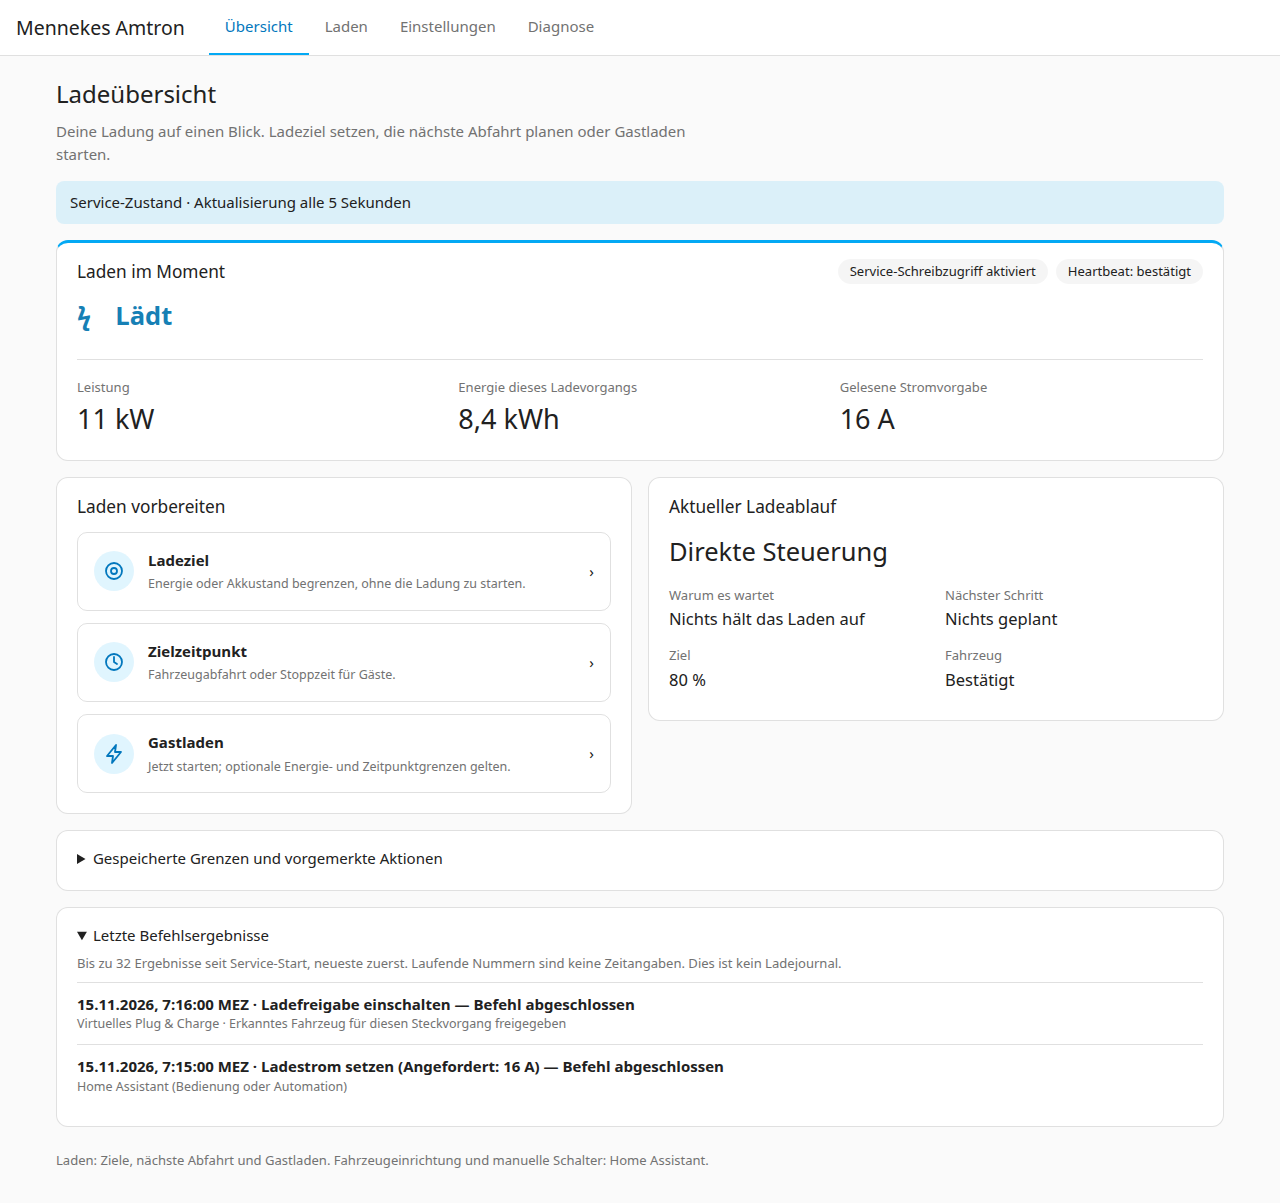 Mennekes Amtron
Übersicht
Laden
Einstellungen
Diagnose
Ladeübersicht
Deine Ladung auf einen Blick. Ladeziel setzen, die nächste Abfahrt planen oder Gastladen
starten.
Service-Zustand · Aktualisierung alle 5 Sekunden
Laden im Moment
Service-Schreibzugriff aktiviert
Heartbeat: bestätigt
Lädt
Leistung
11 kW
Energie dieses Ladevorgangs
8,4 kWh
Gelesene Stromvorgabe
16 A
Laden vorbereiten
Ladeziel
Energie oder Akkustand begrenzen, ohne die Ladung zu starten.
Zielzeitpunkt
Fahrzeugabfahrt oder Stoppzeit für Gäste.
Gastladen
Jetzt starten; optionale Energie- und Zeitpunktgrenzen gelten.
Aktueller Ladeablauf
Direkte Steuerung
Warum es wartet
Nichts hält das Laden auf
Nächster Schritt
Nichts geplant
Ziel
80 %
Fahrzeug
Bestätigt
Gespeicherte Grenzen und vorgemerkte Aktionen
Letzte Befehlsergebnisse
Bis zu 32 Ergebnisse seit Service-Start, neueste zuerst. Laufende Nummern sind keine Zeitangaben. Dies ist kein Ladejournal.
15.11.2026, 7:16:00 MEZ · Ladefreigabe einschalten — Befehl abgeschlossen
Virtuelles Plug & Charge · Erkanntes Fahrzeug für diesen Steckvorgang freigegeben
15.11.2026, 7:15:00 MEZ · Ladestrom setzen (Angefordert: 16 A) — Befehl abgeschlossen
Home Assistant (Bedienung oder Automation)
Laden: Ziele, nächste Abfahrt und Gastladen. Fahrzeugeinrichtung und manuelle Schalter: Home Assistant.